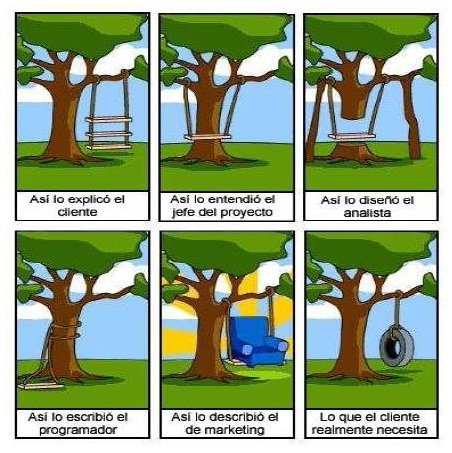 Así lo explicó el
cliente
Así lo entendió el
jefe del proyecto
Así lo diseñó el
analista
Así lo escribió el
programador
Así lo describió el
de marketing
Lo que el cliente
realmente necesita